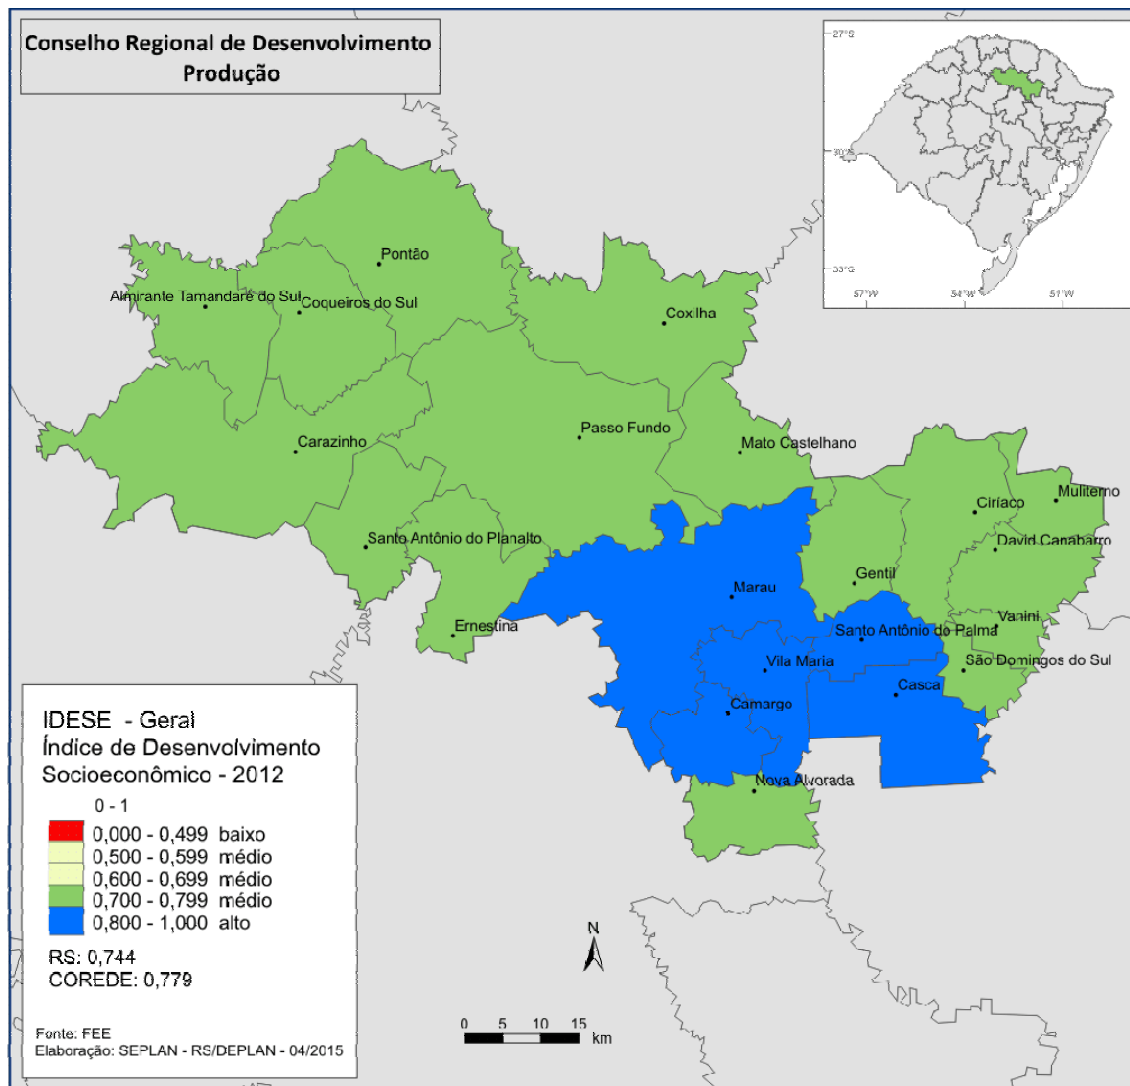 Conselho Regional de Desenvolvimento
Produção
27°S
30°S
33°S
57°W
54°W
51°W
Pontão
Almirante Tamandaré do Sul
Coqueiros do Sul
Coxilha
Carazinho
Passo Fundo
Mato Castelhano
Muliterno
Ciríaco
Santo Antônio do Planalto
David Canabarro
Gentil
Marau
Ernestina
Vanini
Santo Antônio do Palma
São Domingos do Sul
Vila Maria
Casca
Camargo
Nova Alvorada
IDESE - Geral
Índice de Desenvolvimento
Socioeconômico - 2012
0 - 1
0,000 - 0,499 baixo
0,500 - 0,599 médio
0,600 - 0,699 médio
0,700 - 0,799 médio
0,800 - 1,000 alto
RS: 0,744
COREDE: 0,779
Fonte: FEE
Elaboração: SEPLAN - RS/DEPLAN - 04/2015
N
0 5 10 15
km